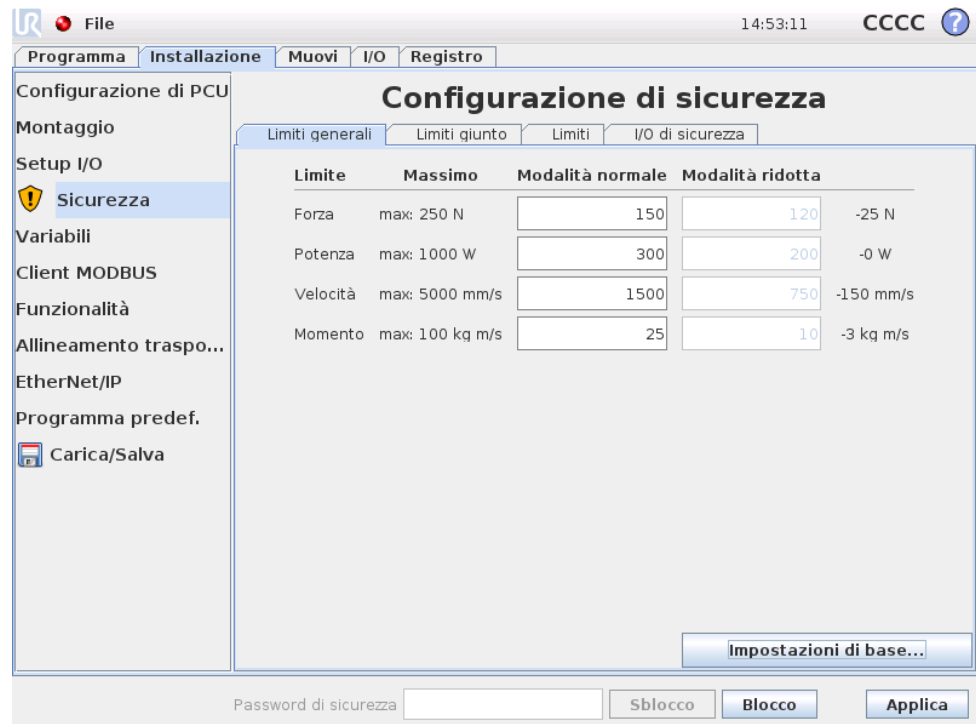 UR File 14:53:11 CCCC ?
Programma Installazione Muovi I/O Registro
Configurazione di PCU
Montaggio
Setup I/O
Sicurezza
Variabili
Client MODBUS
Funzionalità
Allineamento traspo...
EtherNet/IP
Programma predef.
Carica/Salva
Configurazione di sicurezza
Limiti generali Limiti giunto Limiti I/O di sicurezza
Limite Massimo Modalità normale Modalità ridotta
Forza max: 250 N 150 120 -25 N
Potenza max: 1000 W 300 200 -0 W
Velocità max: 5000 mm/s 1500 750 -150 mm/s
Momento max: 100 kg m/s 25 10 -3 kg m/s
Impostazioni di base...
Password di sicurezza Sblocco Blocco Applica